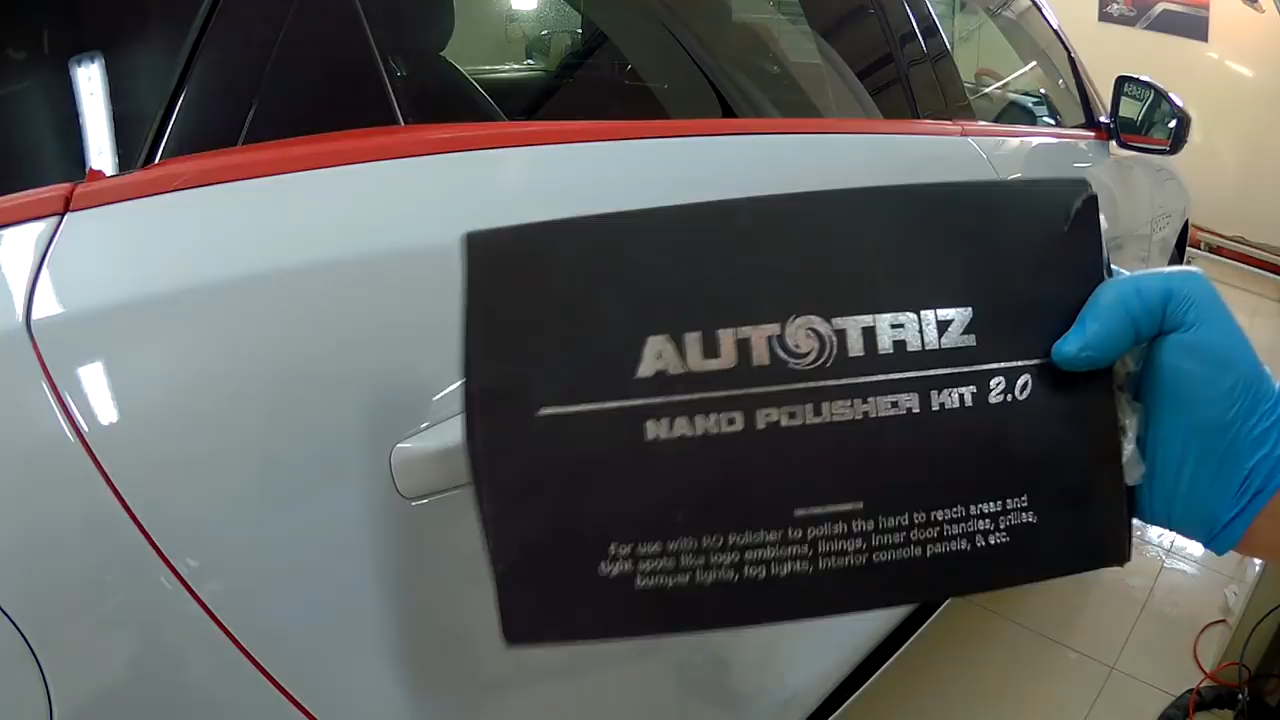 AUTOTRIZ
NANO POLISHER KIT 2.0
For use with RO Polisher to polish the hard to reach areas and
tight spots like logo emblems, linings, inner door handles, grilles,
bumper lights, fog lights, interior console panels, & etc.